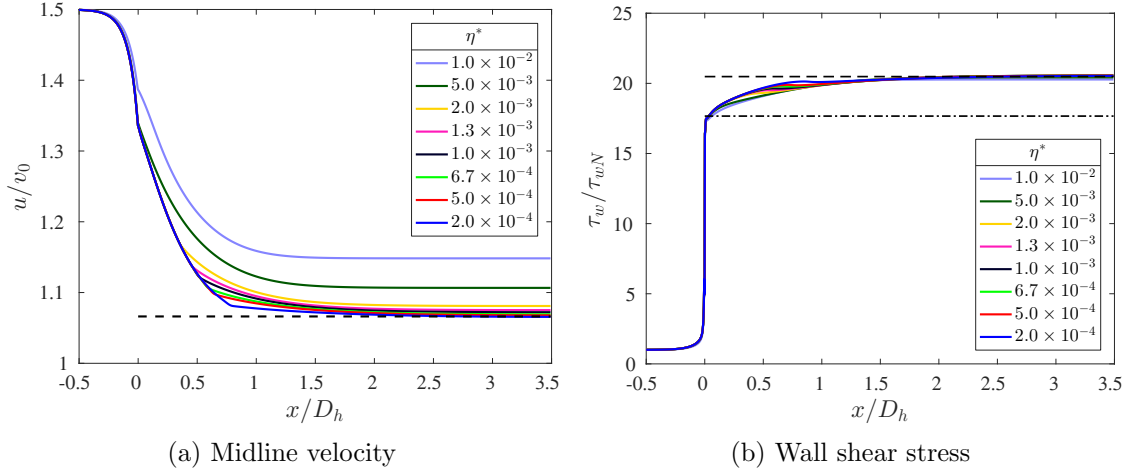 1.5
1.4
1.3
1.2
1.1
1
u/v₀
-0.5 0 0.5 1 1.5 2 2.5 3 3.5
x/D_h
η*
1.0 × 10⁻²
5.0 × 10⁻³
2.0 × 10⁻³
1.3 × 10⁻³
1.0 × 10⁻³
6.7 × 10⁻⁴
5.0 × 10⁻⁴
2.0 × 10⁻⁴
(a) Midline velocity
25
20
15
10
5
0
τ_w/τ_{wN}
-0.5 0 0.5 1 1.5 2 2.5 3 3.5
x/D_h
η*
1.0 × 10⁻²
5.0 × 10⁻³
2.0 × 10⁻³
1.3 × 10⁻³
1.0 × 10⁻³
6.7 × 10⁻⁴
5.0 × 10⁻⁴
2.0 × 10⁻⁴
(b) Wall shear stress